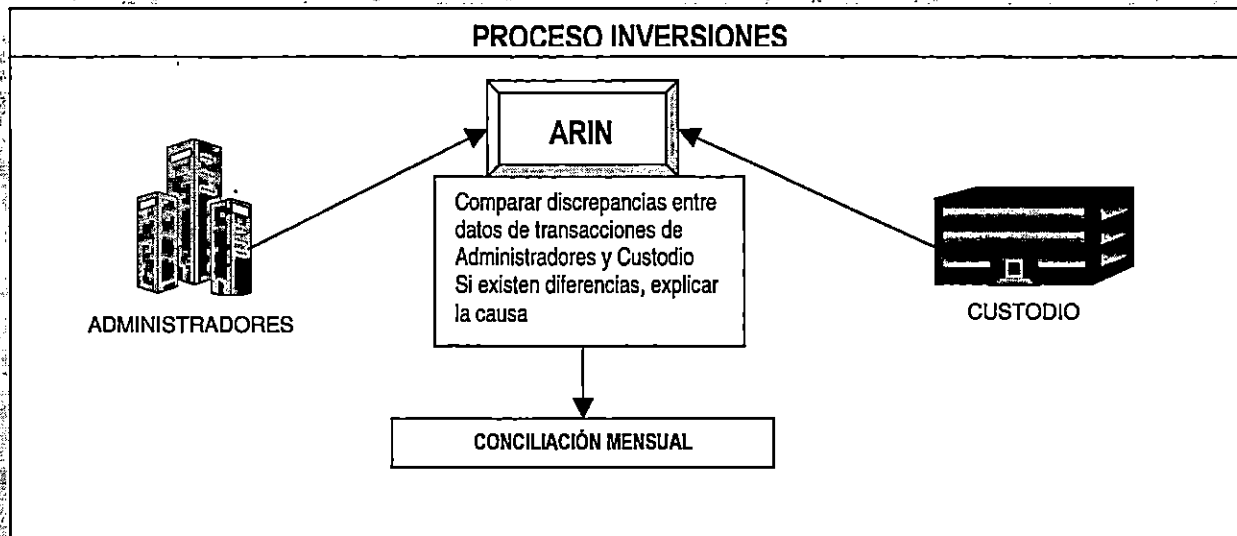 PROCESO INVERSIONES
ARIN
Comparar discrepancias entre
datos de transacciones de
Administradores y Custodio
Si existen diferencias, explicar
la causa
ADMINISTRADORES
CUSTODIO
CONCILIACIÓN MENSUAL